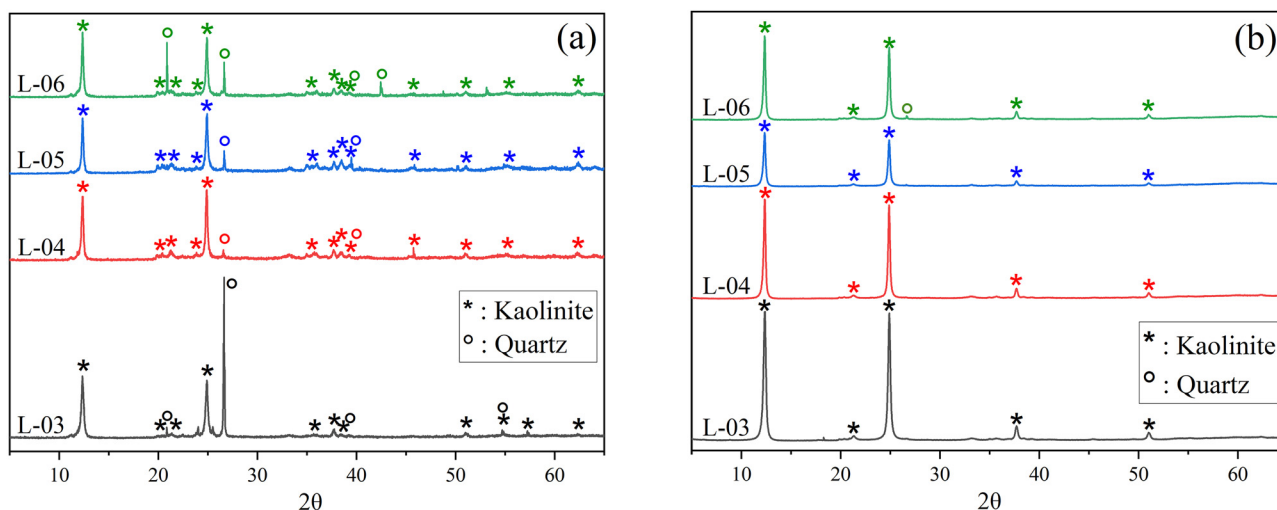 (a)
L-06
L-05
L-04
L-03
* : Kaolinite
o : Quartz
10 20 30 40 50 60
2θ
(b)
L-06
L-05
L-04
L-03
* : Kaolinite
o : Quartz
10 20 30 40 50 60
2θ